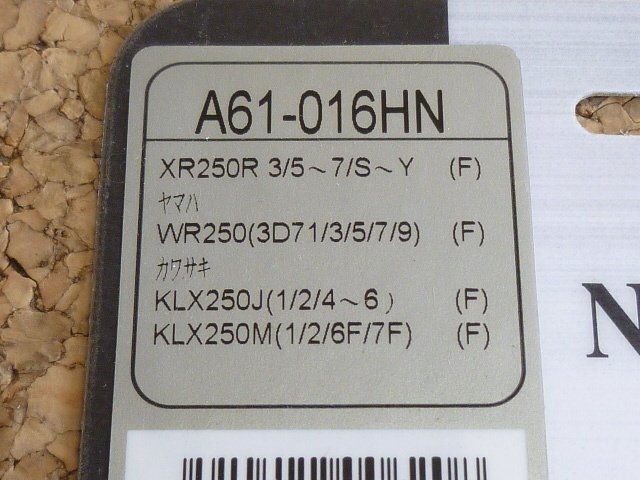 A61-016HN
XR250R 3/5～7/S～Y (F)
ﾔﾏﾊ
WR250(3D71/3/5/7/9) (F)
ｶﾜｻｷ
KLX250J(1/2/4～6) (F)
KLX250M(1/2/6F/7F) (F)
N